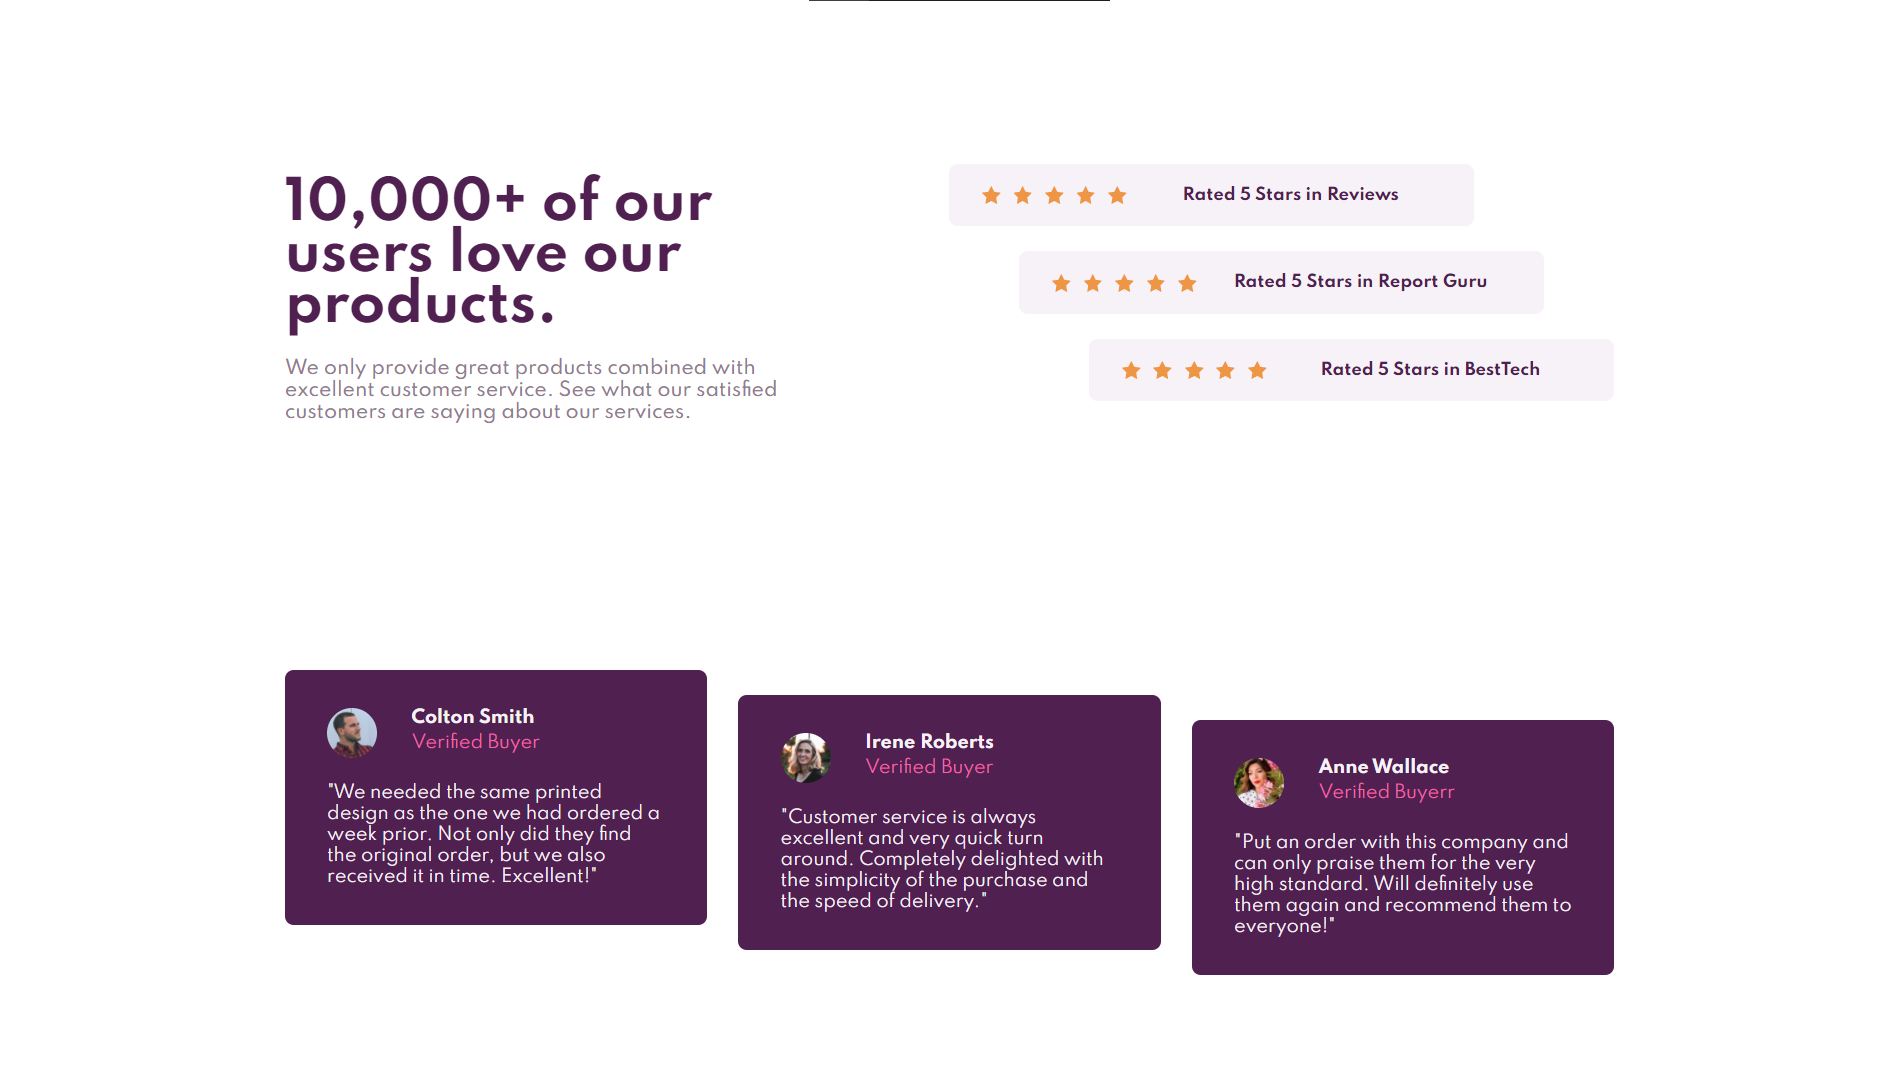 10,000+ of our
users love our
products.
We only provide great products combined with
excellent customer service. See what our satisfied
customers are saying about our services.
Rated 5 Stars in Reviews
Rated 5 Stars in Report Guru
Rated 5 Stars in BestTech
Colton Smith
Verified Buyer
"We needed the same printed
design as the one we had ordered a
week prior. Not only did they find
the original order, but we also
received it in time. Excellent!"
Irene Roberts
Verified Buyer
"Customer service is always
excellent and very quick turn
around. Completely delighted with
the simplicity of the purchase and
the speed of delivery."
Anne Wallace
Verified Buyerr
"Put an order with this company and
can only praise them for the very
high standard. Will definitely use
them again and recommend them to
everyone!"